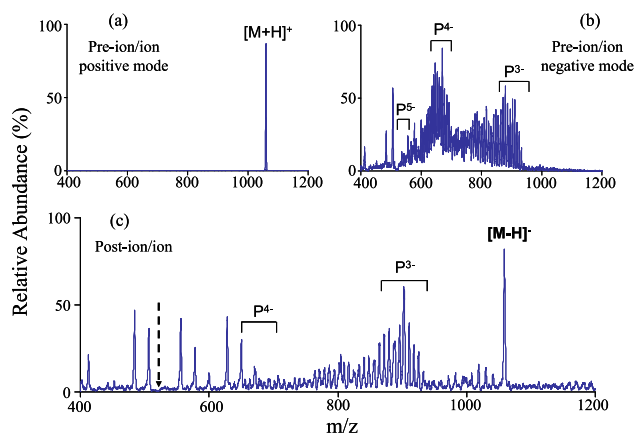 (a)
Pre-ion/ion
positive mode
[M+H]⁺
100
50
0
400 600 800 1000 1200
(b)
Pre-ion/ion
negative mode
P⁴⁻
P³⁻
P⁵⁻
100
50
0
400 600 800 1000 1200
Relative Abundance (%)
(c)
Post-ion/ion
[M-H]⁻
P³⁻
P⁴⁻
100
50
0
400 600 800 1000 1200
m/z